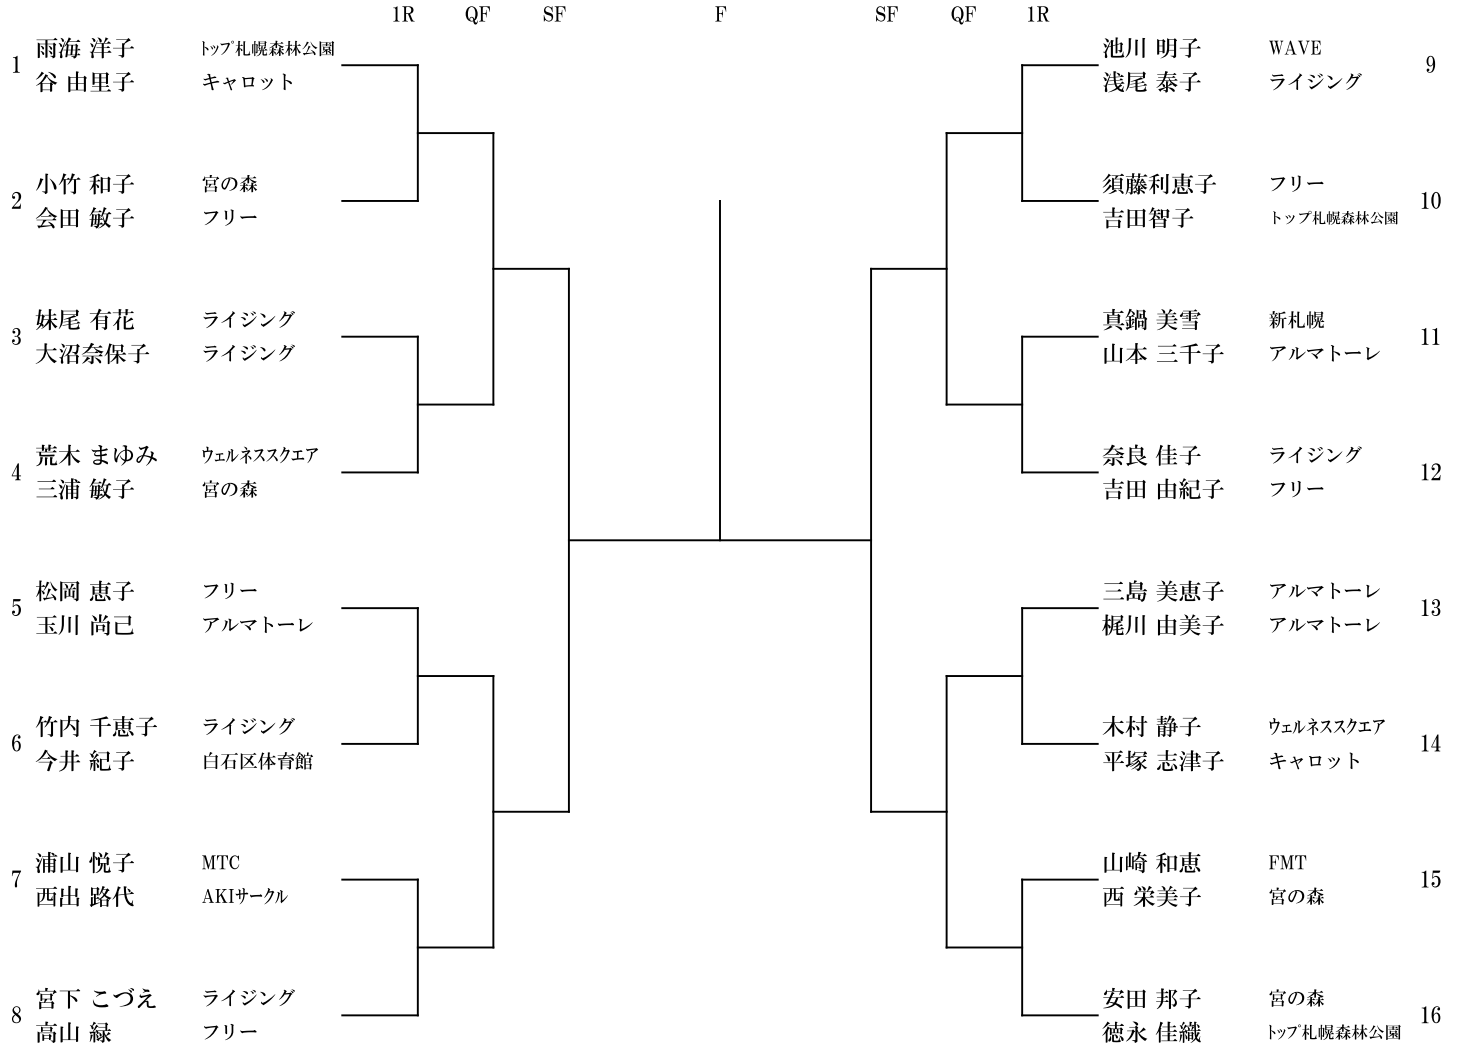 1R QF SF F SF QF 1R
1 雨海 洋子 トップ札幌森林公園
谷 由里子 キャロット
2 小竹 和子 宮の森
会田 敏子 フリー
3 妹尾 有花 ライジング
大沼奈保子 ライジング
4 荒木 まゆみ ウェルネススクエア
三浦 敏子 宮の森
5 松岡 恵子 フリー
玉川 尚己 アルマトーレ
6 竹内 千恵子 ライジング
今井 紀子 白石区体育館
7 浦山 悦子 MTC
西出 路代 AKIサークル
8 宮下 こづえ ライジング
高山 緑 フリー
池川 明子 WAVE 9
浅尾 泰子 ライジング
須藤利恵子 フリー 10
吉田智子 トップ札幌森林公園
真鍋 美雪 新札幌 11
山本 三千子 アルマトーレ
奈良 佳子 ライジング 12
吉田 由紀子 フリー
三島 美恵子 アルマトーレ 13
梶川 由美子 アルマトーレ
木村 静子 ウェルネススクエア 14
平塚 志津子 キャロット
山崎 和恵 FMT 15
西 栄美子 宮の森
安田 邦子 宮の森 16
徳永 佳織 トップ札幌森林公園